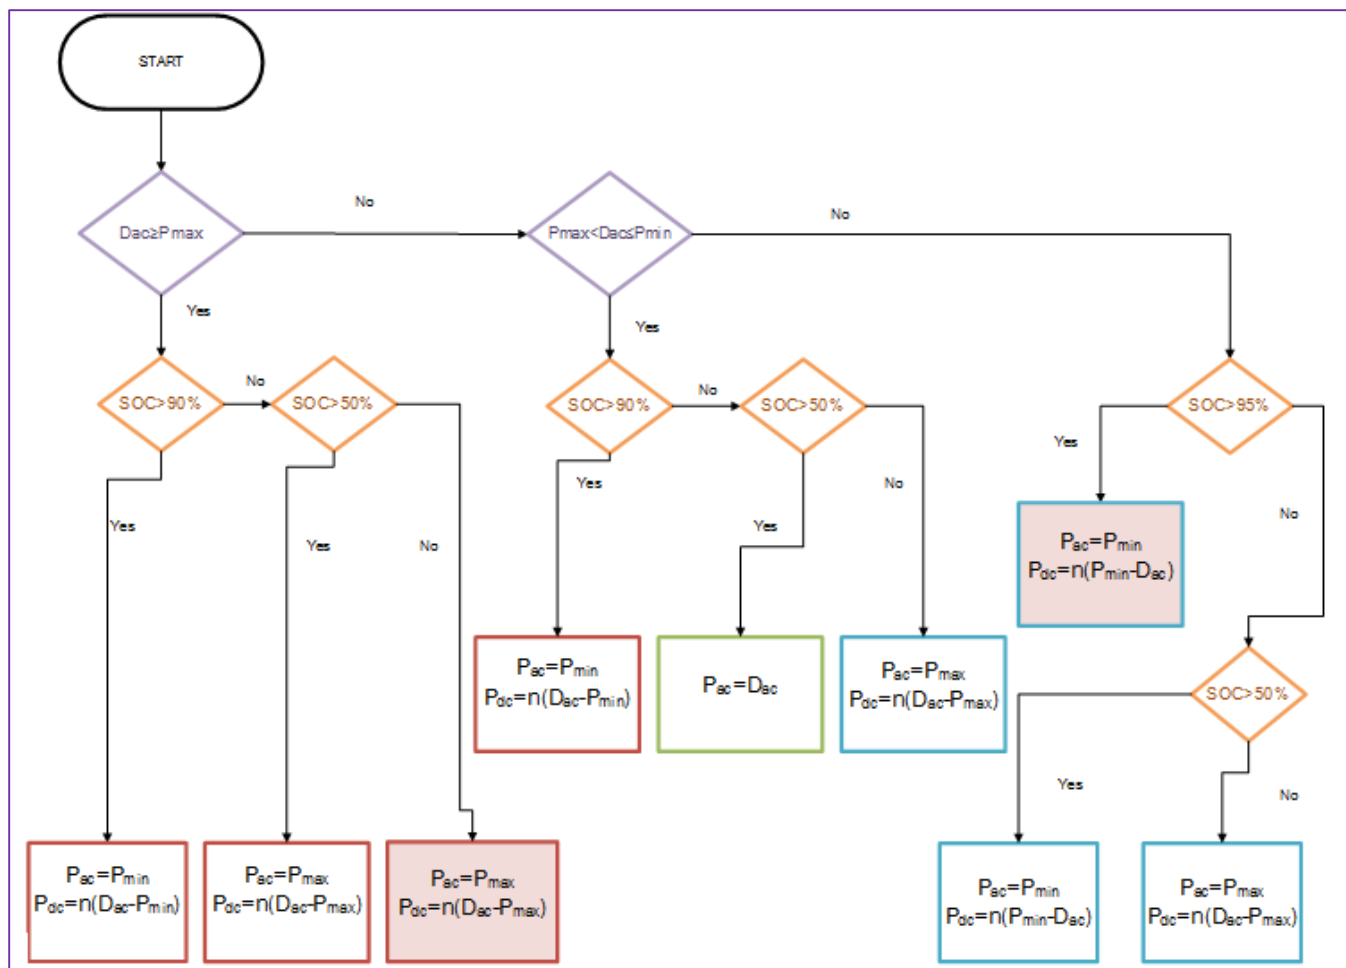 START
Dac≥Pmax
No
Pmax<Dac≤Pmin
No
Yes
Yes
SOC>90%
No
SOC>50%
SOC>90%
No
SOC>50%
SOC>95%
Yes
Yes
No
Yes
Yes
No
Yes
No
Pac=Pmin
Pdc=n(Pmin-Dac)
Pac=Pmin
Pdc=n(Dac-Pmin)
Pac=Dac
Pac=Pmax
Pdc=n(Dac-Pmax)
SOC>50%
Yes
No
Pac=Pmin
Pdc=n(Dac-Pmin)
Pac=Pmax
Pdc=n(Dac-Pmax)
Pac=Pmax
Pdc=n(Dac-Pmax)
Pac=Pmin
Pdc=n(Pmin-Dac)
Pac=Pmax
Pdc=n(Dac-Pmax)